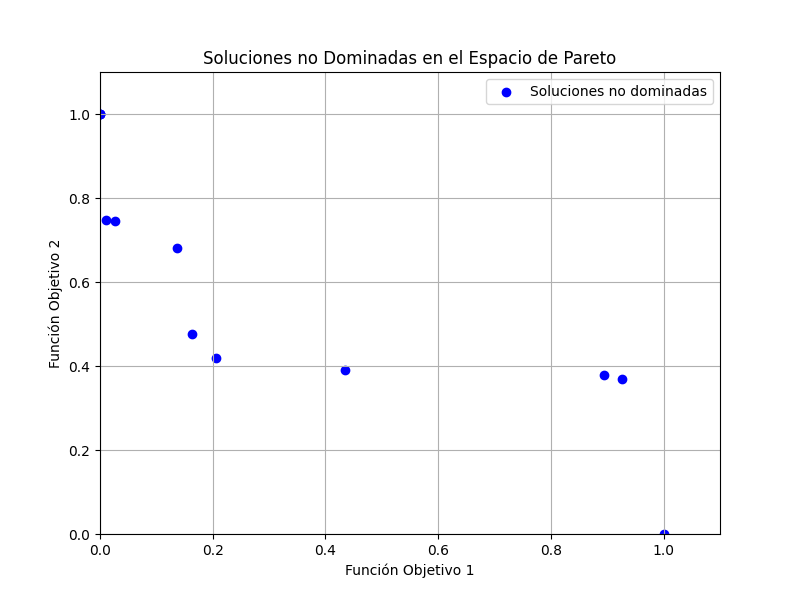 Soluciones no Dominadas en el Espacio de Pareto
Soluciones no dominadas
1.0
0.8
0.6
0.4
0.2
0.0
Función Objetivo 2
0.0 0.2 0.4 0.6 0.8 1.0
Función Objetivo 1